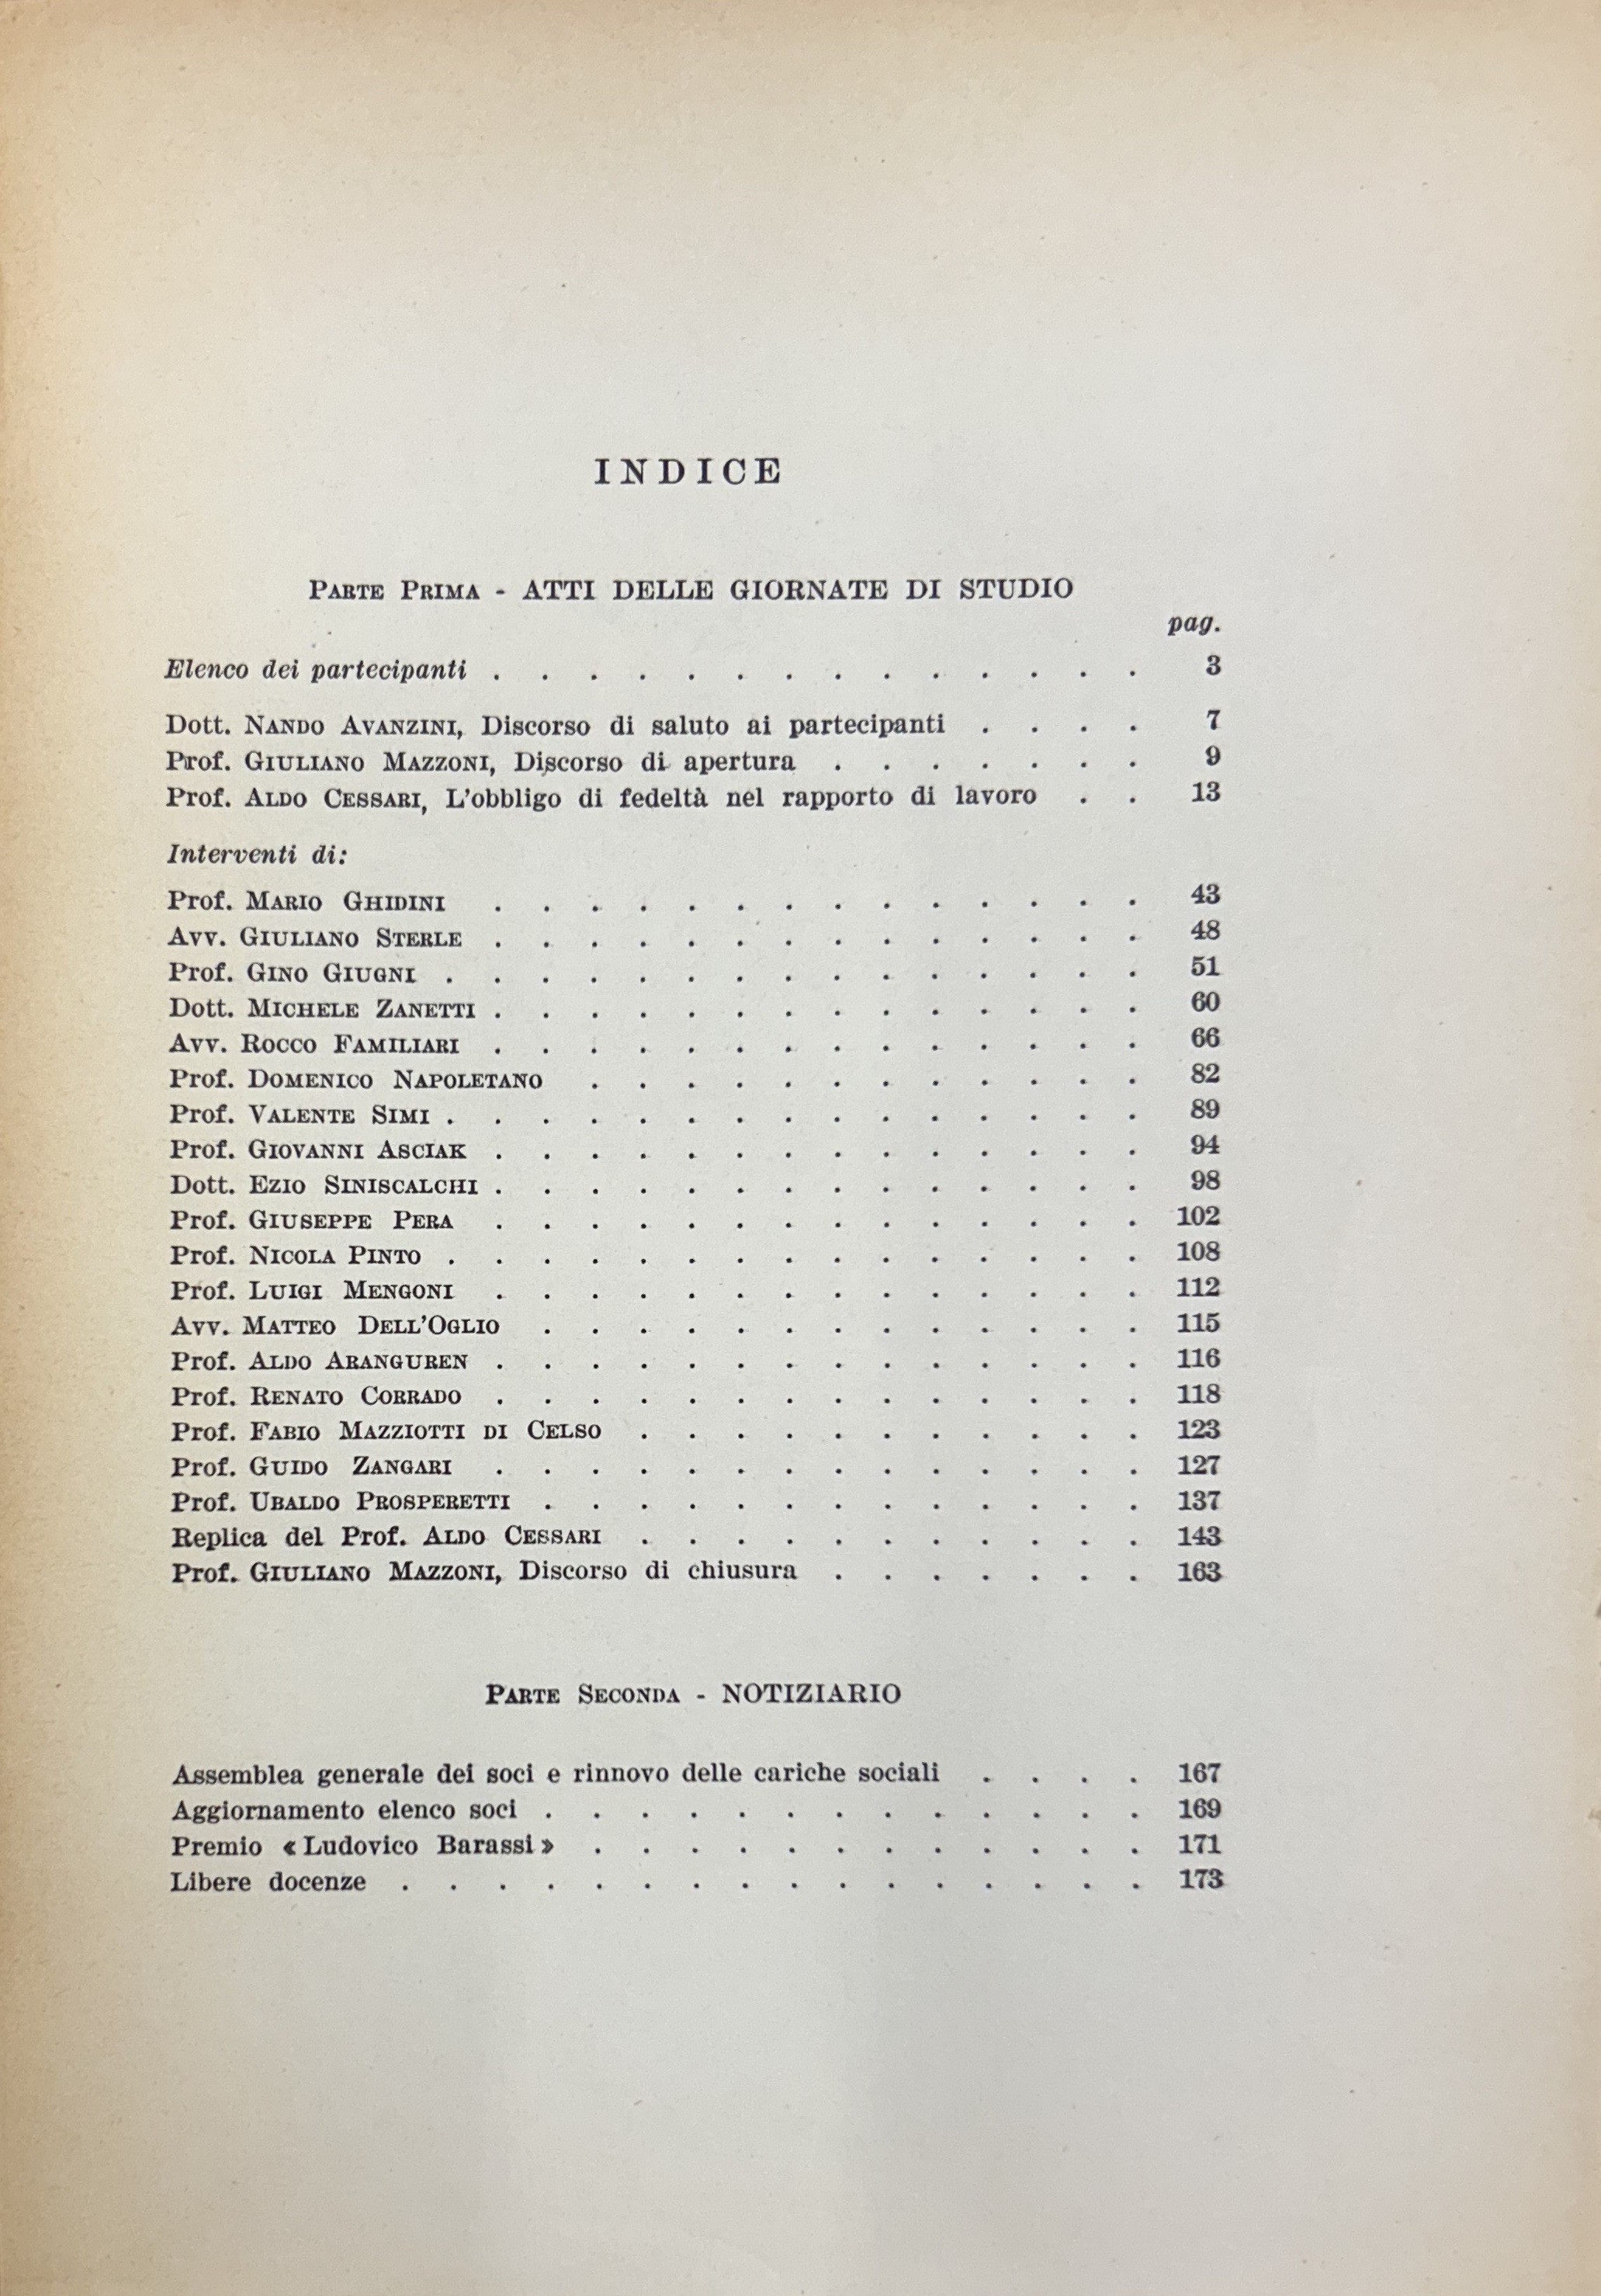 INDICE
PARTE PRIMA - ATTI DELLE GIORNATE DI STUDIO
pag.
Elenco dei partecipanti . . . . . . . . . . . . . . 3
Dott. NANDO AVANZINI, Discorso di saluto ai partecipanti . . . . 7
Prof. GIULIANO MAZZONI, Discorso di apertura . . . . . . . 9
Prof. ALDO CESSARI, L'obbligo di fedeltà nel rapporto di lavoro . . 13
Interventi di:
Prof. MARIO GHIDINI . . . . . . . . . . . . . . 43
Avv. GIULIANO STERLE . . . . . . . . . . . . . . 48
Prof. GINO GIUGNI . . . . . . . . . . . . . . . 51
Dott. MICHELE ZANETTI . . . . . . . . . . . . . . 60
Avv. ROCCO FAMILIARI . . . . . . . . . . . . . . 66
Prof. DOMENICO NAPOLETANO . . . . . . . . . . . . 82
Prof. VALENTE SIMI . . . . . . . . . . . . . . . 89
Prof. GIOVANNI ASCIAK . . . . . . . . . . . . . . 94
Dott. EZIO SINISCALCHI . . . . . . . . . . . . . . 98
Prof. GIUSEPPE PERA . . . . . . . . . . . . . . 102
Prof. NICOLA PINTO . . . . . . . . . . . . . . . 108
Prof. LUIGI MENGONI . . . . . . . . . . . . . . 112
Avv. MATTEO DELL'OGLIO . . . . . . . . . . . . . 115
Prof. ALDO ARANGUREN . . . . . . . . . . . . . . 116
Prof. RENATO CORRADO . . . . . . . . . . . . . . 118
Prof. FABIO MAZZIOTTI DI CELSO . . . . . . . . . . . 123
Prof. GUIDO ZANGARI . . . . . . . . . . . . . . 127
Prof. UBALDO PROSPERETTI . . . . . . . . . . . . . 137
Replica del Prof. ALDO CESSARI . . . . . . . . . . . 143
Prof. GIULIANO MAZZONI, Discorso di chiusura . . . . . . . 163
PARTE SECONDA - NOTIZIARIO
Assemblea generale dei soci e rinnovo delle cariche sociali . . . . 167
Aggiornamento elenco soci . . . . . . . . . . . . . 169
Premio « Ludovico Barassi » . . . . . . . . . . . . 171
Libere docenze . . . . . . . . . . . . . . . . 173